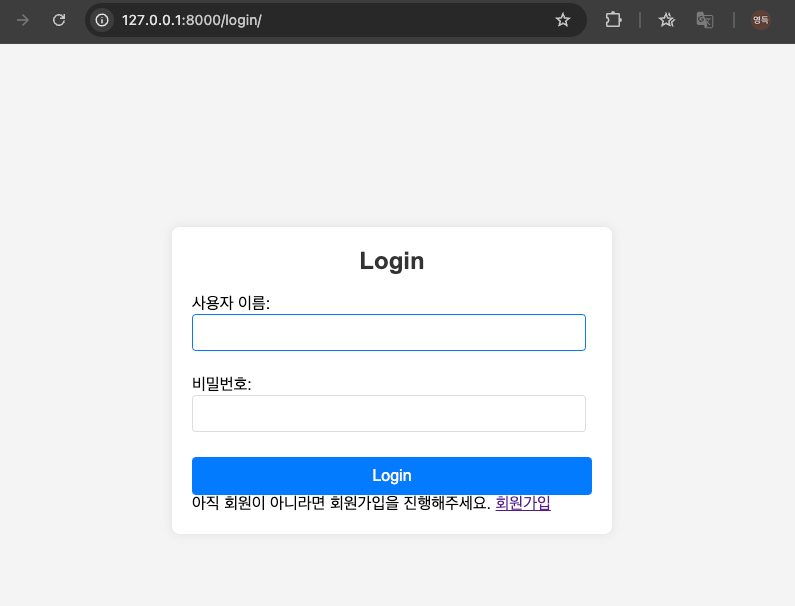 127.0.0.1:8000/login/
영득
Login
사용자 이름:
비밀번호:
Login
아직 회원이 아니라면 회원가입을 진행해주세요. 회원가입